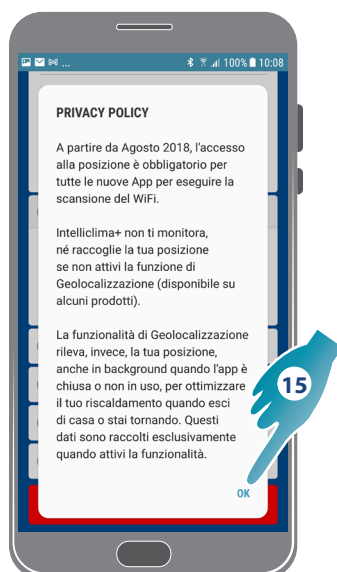 ... 100% 10:08
PRIVACY POLICY
A partire da Agosto 2018, l'accesso
alla posizione è obbligatorio per
tutte le nuove App per eseguire la
scansione del WiFi.
Intelliclima+ non ti monitora,
né raccoglie la tua posizione
se non attivi la funzione di
Geolocalizzazione (disponibile su
alcuni prodotti).
La funzionalità di Geolocalizzazione
rileva, invece, la tua posizione,
anche in background quando l'app è
chiusa o non in uso, per ottimizzare
il tuo riscaldamento quando esci
di casa o stai tornando. Questi
dati sono raccolti esclusivamente
quando attivi la funzionalità.
15
OK